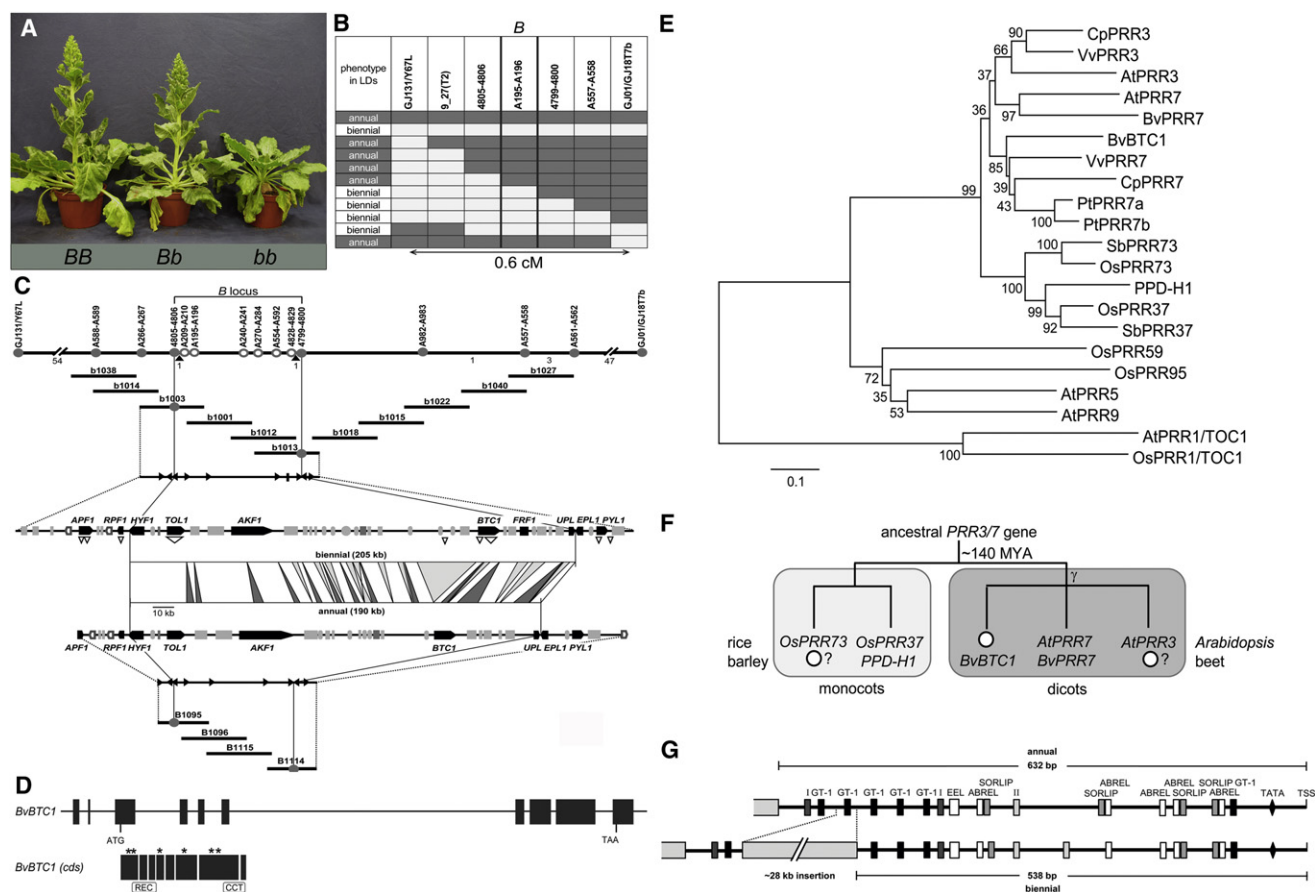 A
BB Bb bb
B
B
phenotype in LDs
GJ131/Y67L
9_27(T2)
4805-4806
A195-A196
4799-4800
A557-A558
GJ01/GJ18T7b
annual
biennial
annual
annual
annual
annual
biennial
biennial
biennial
biennial
annual
0.6 cM
C
B locus
GJ131/Y67L
A588-A589
A266-A267
4805-4806
A209-A210
A195-A196
A240-A241
A270-A284
A554-A592
4828-4829
4799-4800
A982-A983
A557-A558
A561-A562
GJ01/GJ18T7b
54 1 1 1 3 47
b1038
b1014
b1003
b1001
b1012
b1013
b1018
b1015
b1022
b1040
b1027
APF1 RPF1 HYF1 TOL1 AKF1 BTC1 FRF1 UPL EPL1 PYL1
biennial (205 kb)
10 kb
annual (190 kb)
APF1 RPF1 HYF1 TOL1 AKF1 BTC1 UPL EPL1 PYL1
B1095
B1096
B1115
B1114
D
BvBTC1
ATG TAA
** * * **
BvBTC1 (cds)
REC CCT
E
CpPRR3
VvPRR3
AtPRR3
AtPRR7
BvPRR7
BvBTC1
VvPRR7
CpPRR7
PtPRR7a
PtPRR7b
SbPRR73
OsPRR73
PPD-H1
OsPRR37
SbPRR37
OsPRR59
OsPRR95
AtPRR5
AtPRR9
AtPRR1/TOC1
OsPRR1/TOC1
90
66
37
97
36
85
39
43
100
99
100
100
99
92
72
35
53
100
0.1
F
ancestral PRR3/7 gene
~140 MYA
γ
rice
barley
OsPRR73
?
OsPRR37
PPD-H1
BvBTC1
AtPRR7
BvPRR7
AtPRR3
?
Arabidopsis
beet
monocots
dicots
G
annual
632 bp
I GT-1 GT-1 GT-1 GT-1 I EEL ABREL SORLIP II SORLIP ABREL ABREL ABREL SORLIP SORLIP ABREL GT-1 TATA TSS
~28 kb insertion
538 bp
biennial